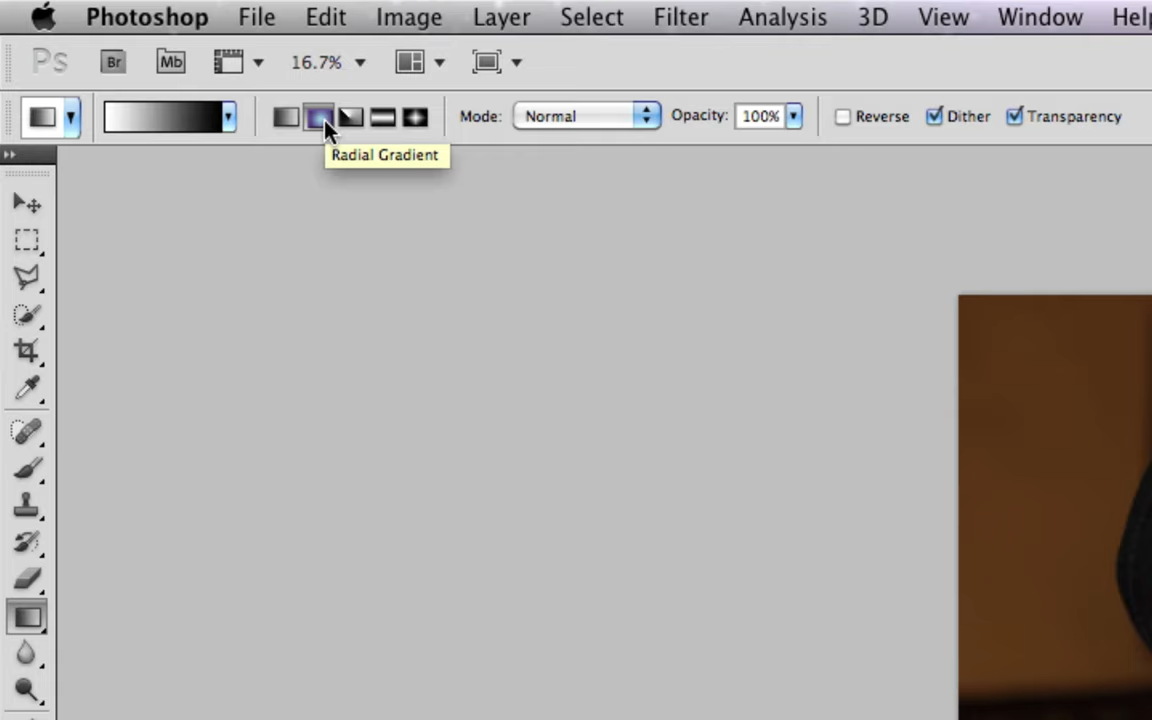 Photoshop File Edit Image Layer Select Filter Analysis 3D View Window Help
Ps Br Mb 16.7%
Mode: Normal Opacity: 100% Reverse Dither Transparency
Radial Gradient